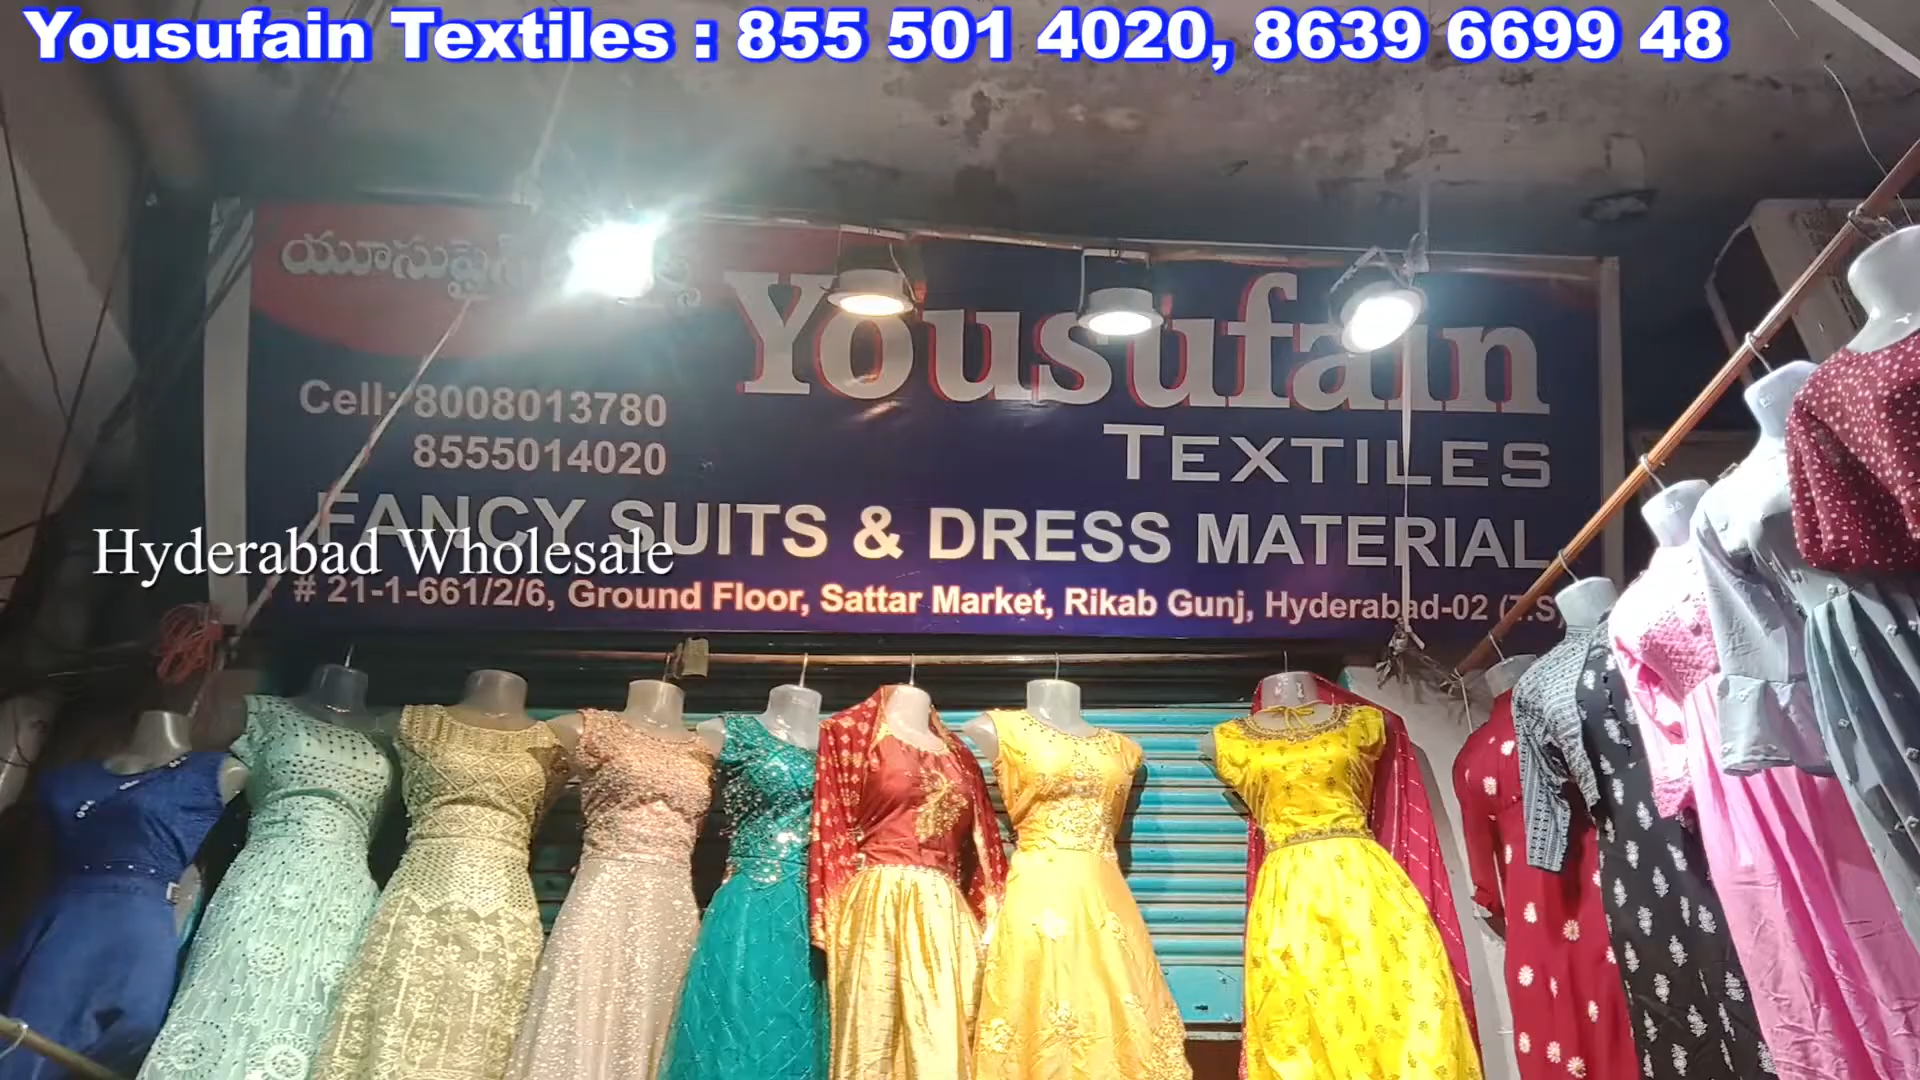 Yousufain Textiles : 855 501 4020, 8639 6699 48
Yousufain
Cell: 8008013780
8555014020
TEXTILES
FANCY SUITS & DRESS MATERIAL
Hyderabad Wholesale
# 21-1-661/2/6, Ground Floor, Sattar Market, Rikab Gunj, Hyderabad-02 (T.S)